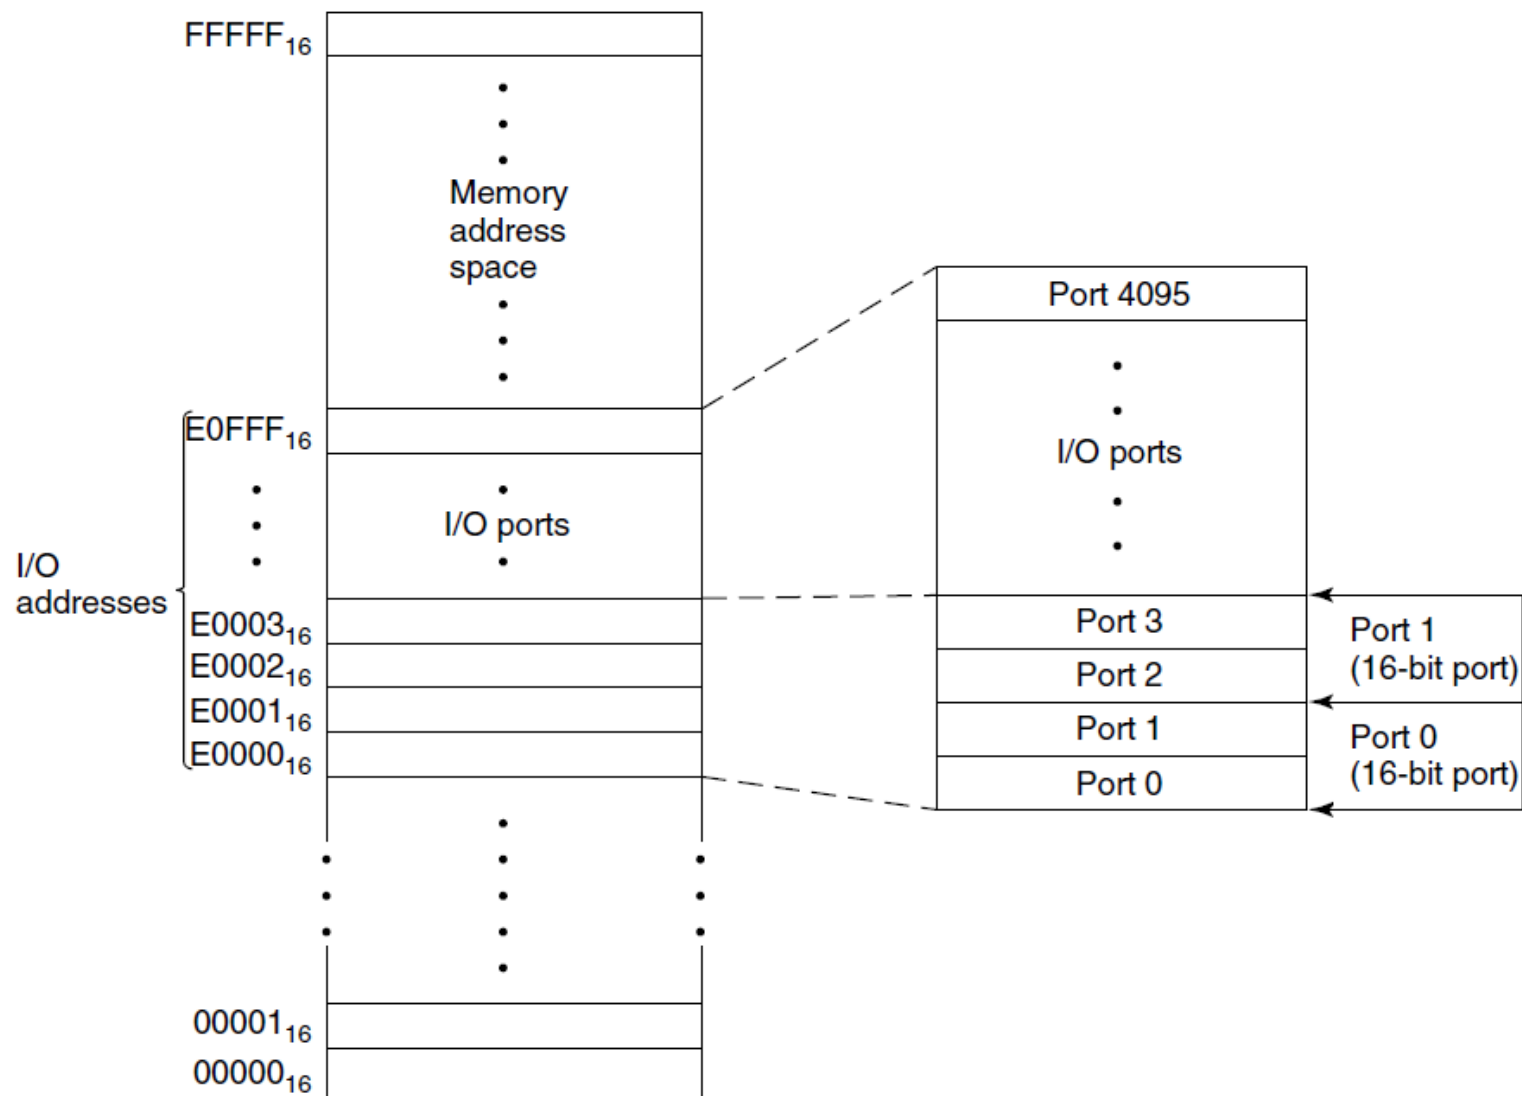 FFFFF16
Memory
address
space
E0FFF16
I/O ports
I/O
addresses
E000316
E000216
E000116
E000016
0000116
0000016
Port 4095
I/O ports
Port 3
Port 2
Port 1
Port 0
Port 1
(16-bit port)
Port 0
(16-bit port)